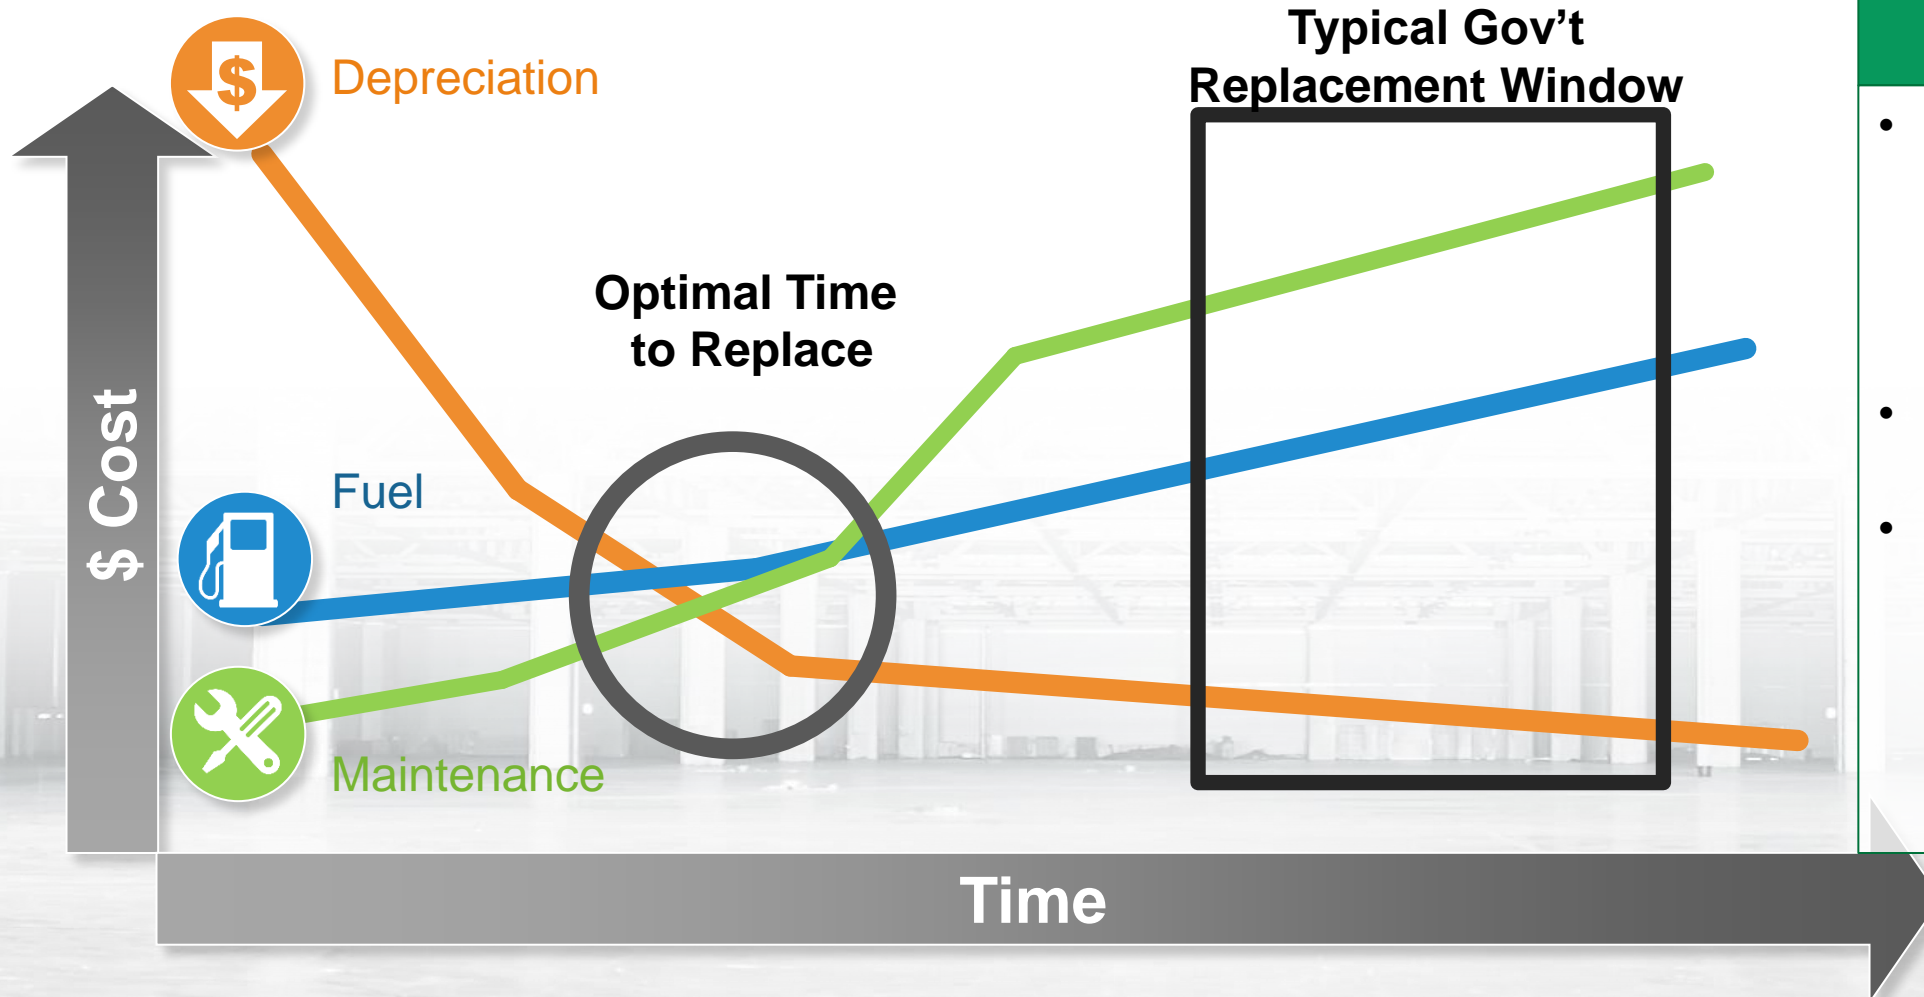 Typical Gov’t
Replacement Window
$
Depreciation
Optimal Time
to Replace
$ Cost
Fuel
Maintenance
Time
•
•
•